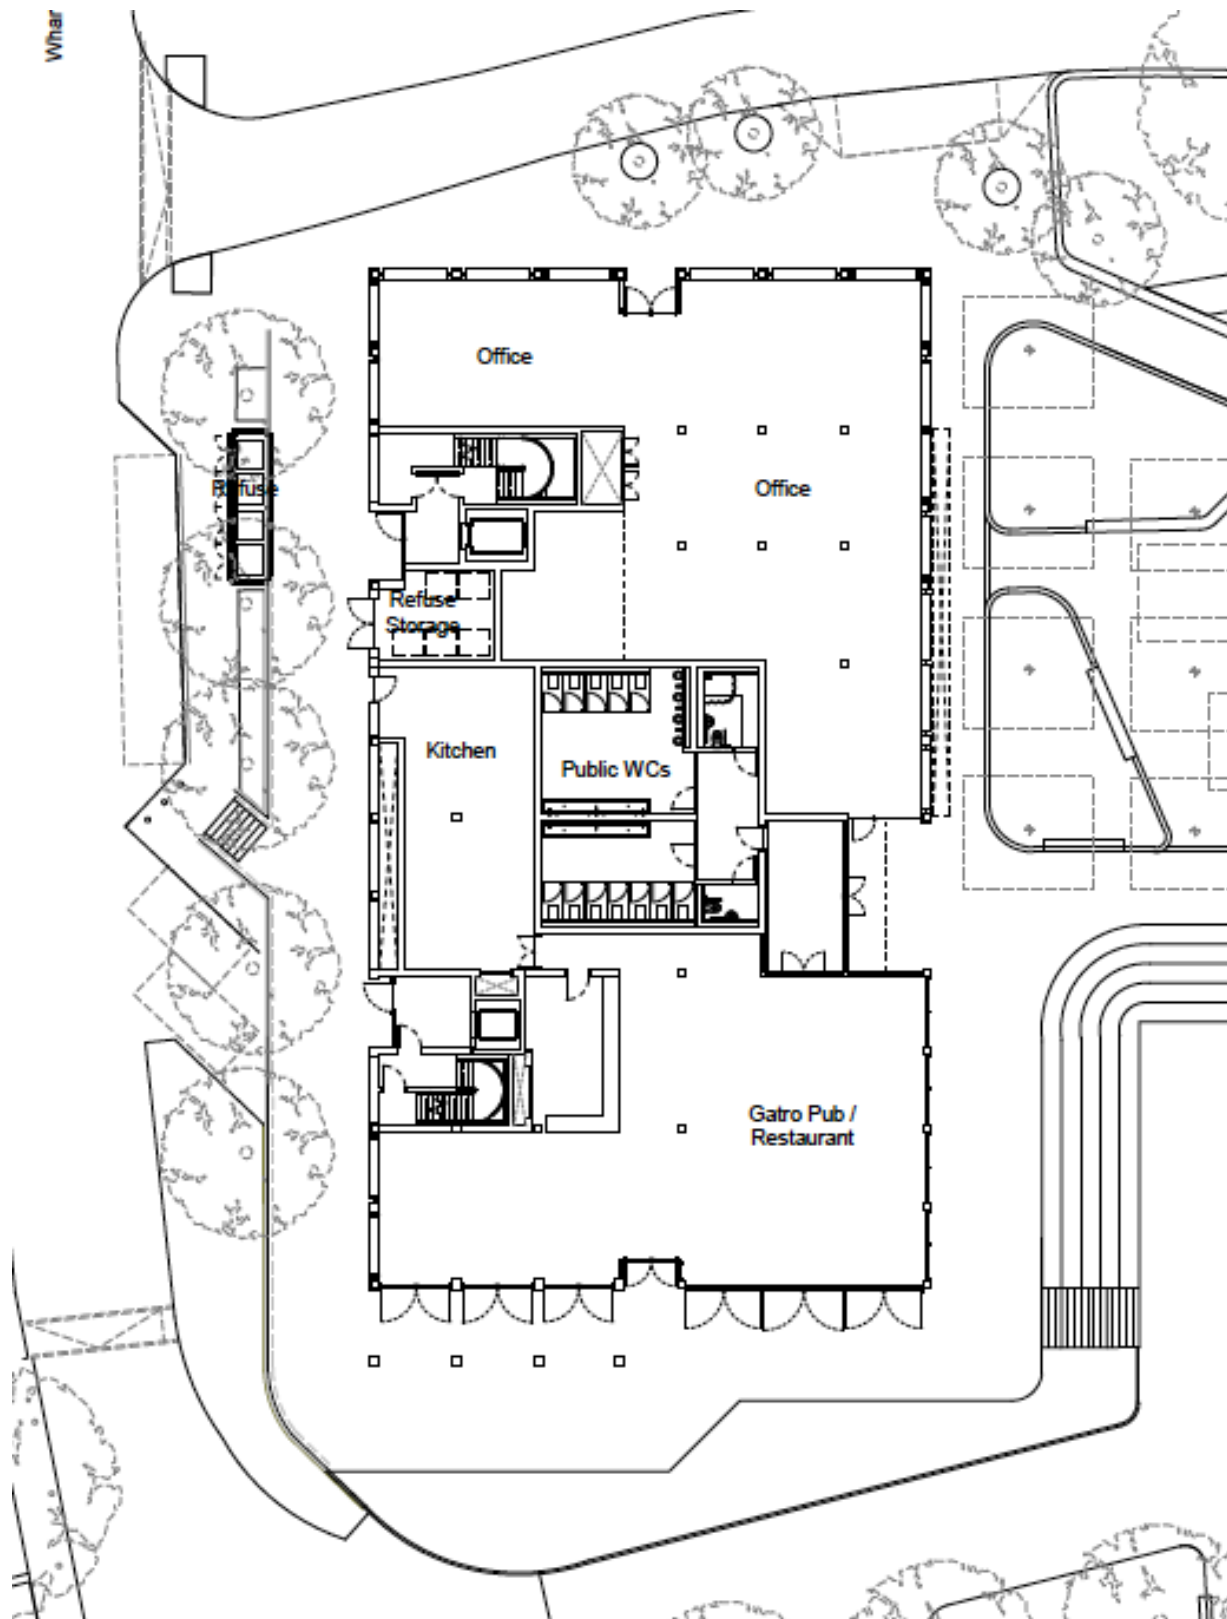 Whar
Office
Office
Refuse
Refuse
Storage
Kitchen
Public WCs
Gatro Pub /
Restaurant